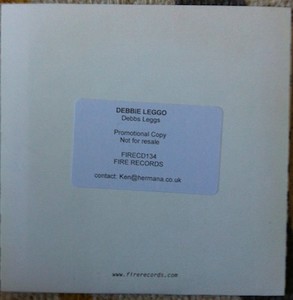 DEBBIE LEGGO
Debbs Leggs
Promotional Copy
Not for resale
FIRECD134
FIRE RECORDS
contact: Ken@hermana.co.uk
www.firerecords.com